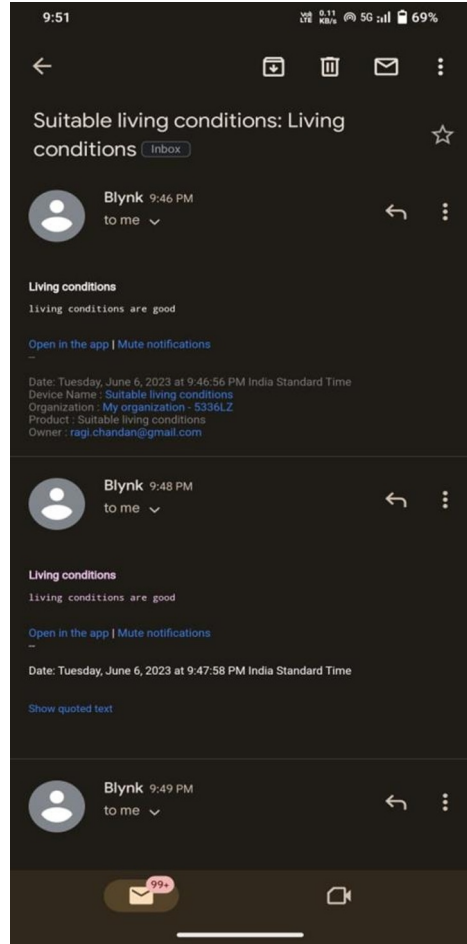 9:51 Vo) LTE 0.11 KB/s 5G 69%
Suitable living conditions: Living
conditions Inbox
Blynk 9:46 PM
to me
Living conditions
living conditions are good
Open in the app | Mute notifications
--
Date: Tuesday, June 6, 2023 at 9:46:56 PM India Standard Time
Device Name : Suitable living conditions
Organization : My organization - 5336LZ
Product : Suitable living conditions
Owner : ragi.chandan@gmail.com
Blynk 9:48 PM
to me
Living conditions
living conditions are good
Open in the app | Mute notifications
--
Date: Tuesday, June 6, 2023 at 9:47:58 PM India Standard Time
Show quoted text
Blynk 9:49 PM
to me
99+